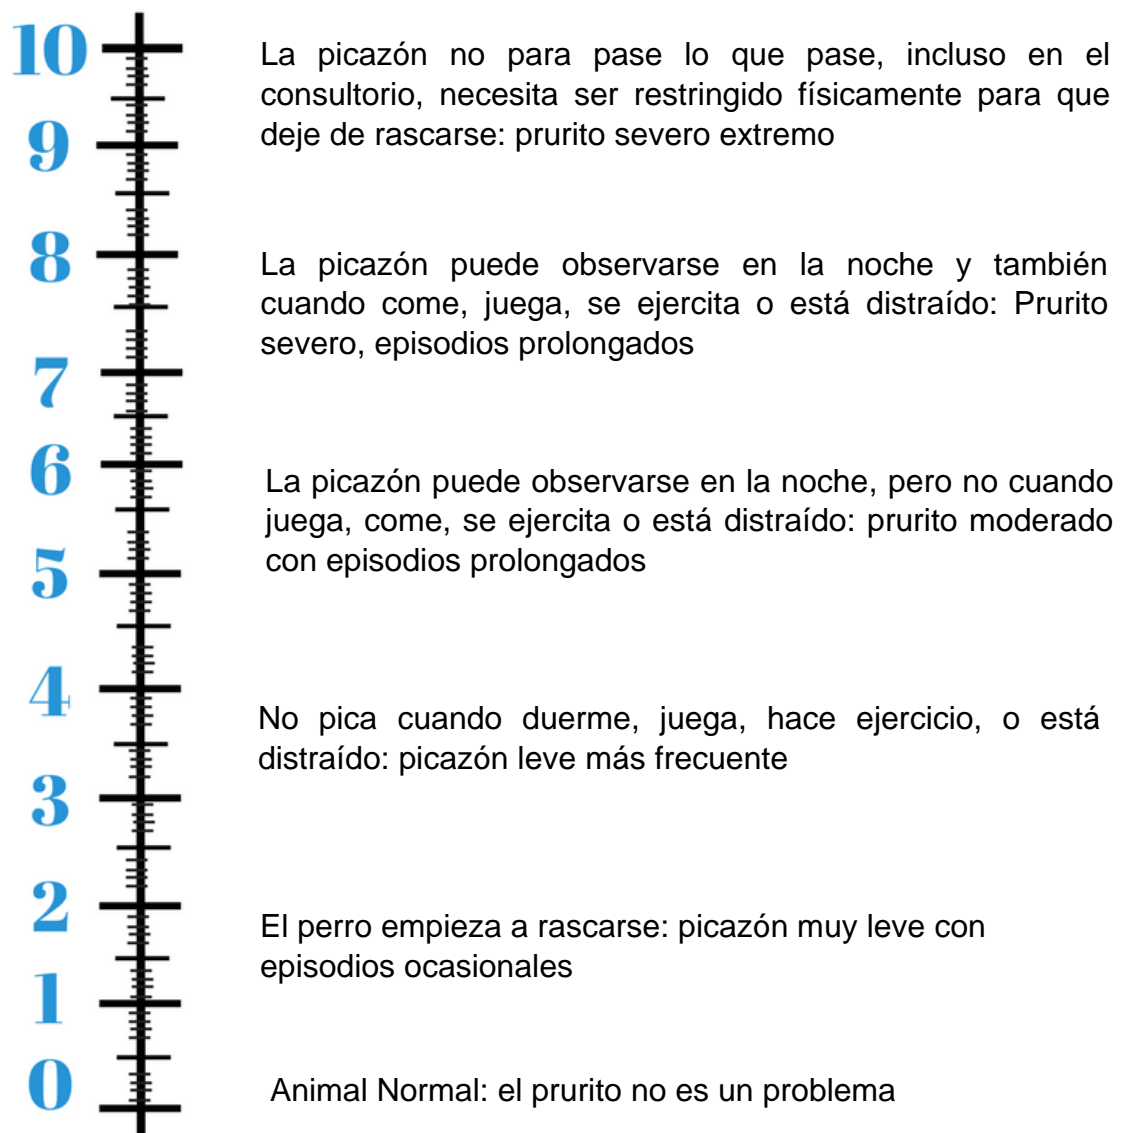 10
La picazón no para pase lo que pase, incluso en el
consultorio, necesita ser restringido físicamente para que
deje de rascarse: prurito severo extremo
9
8
La picazón puede observarse en la noche y también
cuando come, juega, se ejercita o está distraído: Prurito
severo, episodios prolongados
7
6
La picazón puede observarse en la noche, pero no cuando
juega, come, se ejercita o está distraído: prurito moderado
con episodios prolongados
5
4
No pica cuando duerme, juega, hace ejercicio, o está
distraído: picazón leve más frecuente
3
2
El perro empieza a rascarse: picazón muy leve con
episodios ocasionales
1
0
Animal Normal: el prurito no es un problema